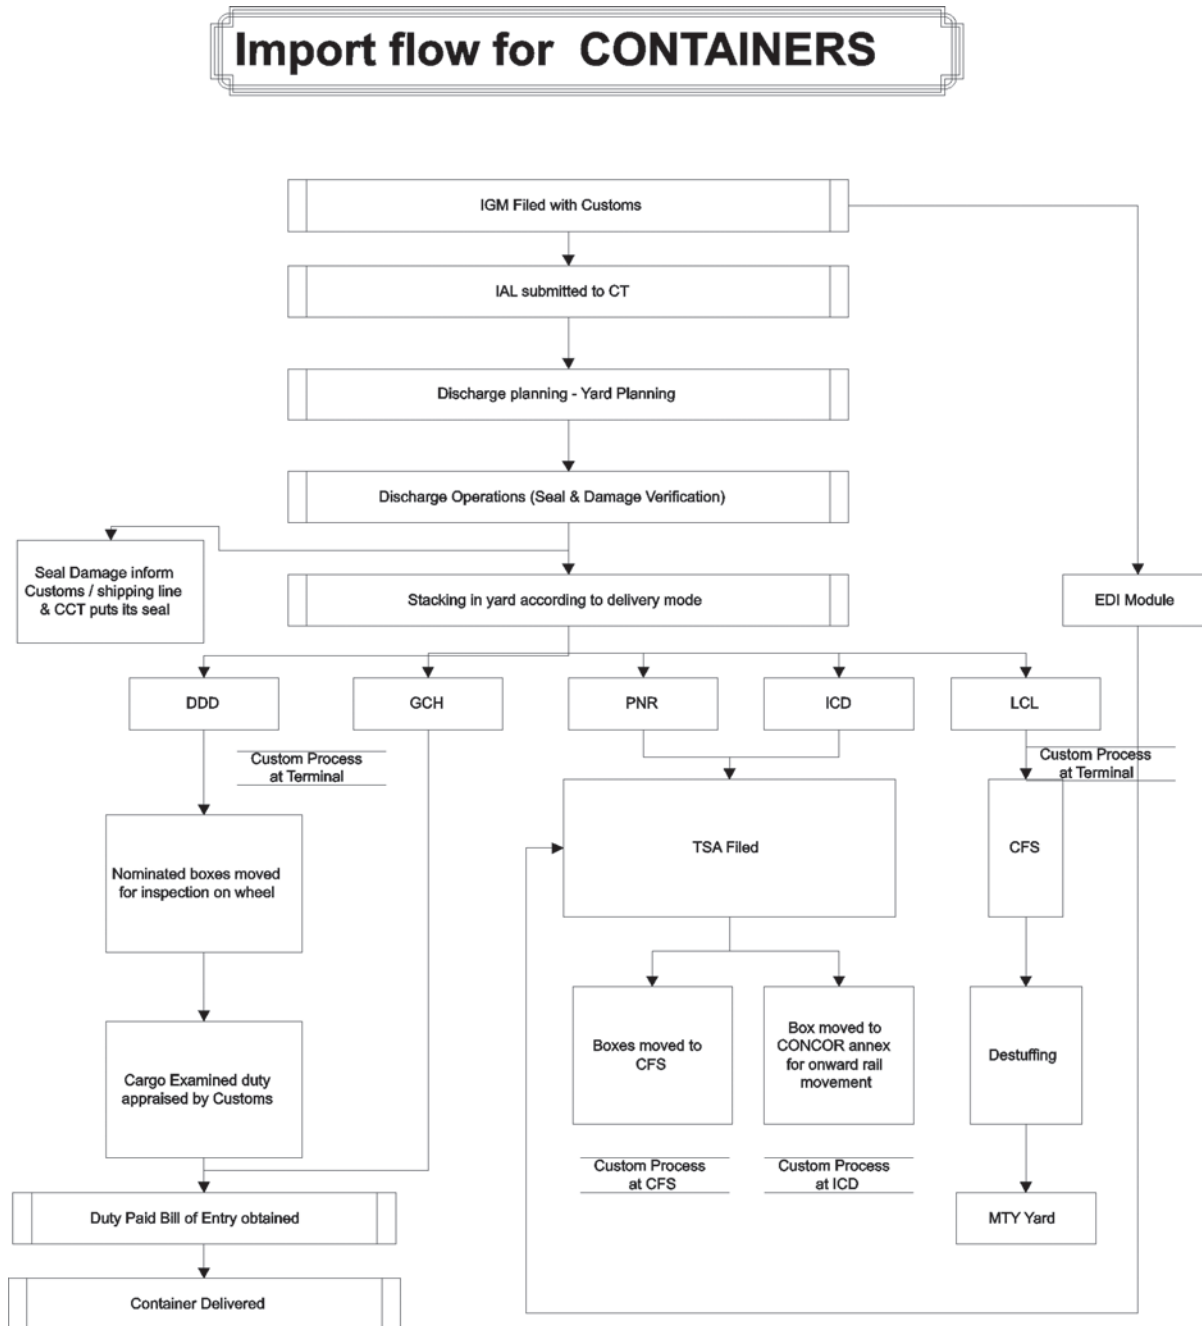 Import flow for CONTAINERS
IGM Filed with Customs
IAL submitted to CT
Discharge planning - Yard Planning
Discharge Operations (Seal & Damage Verification)
Seal Damage inform
Customs / shipping line
& CCT puts its seal
Stacking in yard according to delivery mode
EDI Module
DDD
GCH
PNR
ICD
LCL
Custom Process
at Terminal
Custom Process
at Terminal
Nominated boxes moved
for inspection on wheel
TSA Filed
CFS
Cargo Examined duty
appraised by Customs
Boxes moved to
CFS
Box moved to
CONCOR annex
for onward rail
movement
Destuffing
Custom Process
at CFS
Custom Process
at ICD
Duty Paid Bill of Entry obtained
MTY Yard
Container Delivered